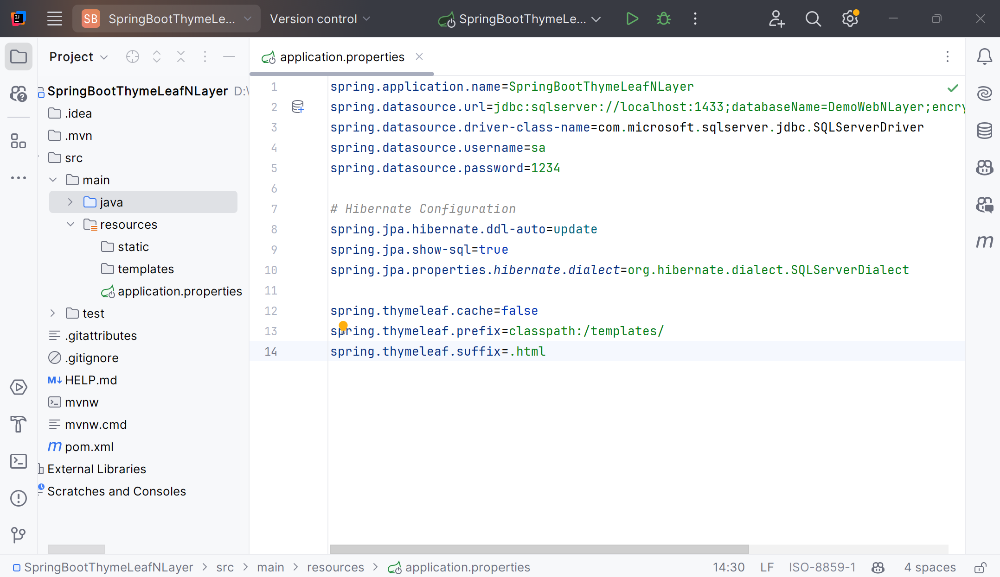 SB SpringBootThymeLe... Version control SpringBootThymeLe...
Project
SpringBootThymeLeafNLayer D:\
.idea
.mvn
src
main
java
resources
static
templates
application.properties
test
.gitattributes
.gitignore
HELP.md
mvnw
mvnw.cmd
pom.xml
External Libraries
Scratches and Consoles
application.properties
1 spring.application.name=SpringBootThymeLeafNLayer
2 spring.datasource.url=jdbc:sqlserver://localhost:1433;databaseName=DemoWebNLayer;encry
3 spring.datasource.driver-class-name=com.microsoft.sqlserver.jdbc.SQLServerDriver
4 spring.datasource.username=sa
5 spring.datasource.password=1234
6
7 # Hibernate Configuration
8 spring.jpa.hibernate.ddl-auto=update
9 spring.jpa.show-sql=true
10 spring.jpa.properties.hibernate.dialect=org.hibernate.dialect.SQLServerDialect
11
12 spring.thymeleaf.cache=false
13 spring.thymeleaf.prefix=classpath:/templates/
14 spring.thymeleaf.suffix=.html
SpringBootThymeLeafNLayer > src > main > resources > application.properties 14:30 LF ISO-8859-1 4 spaces